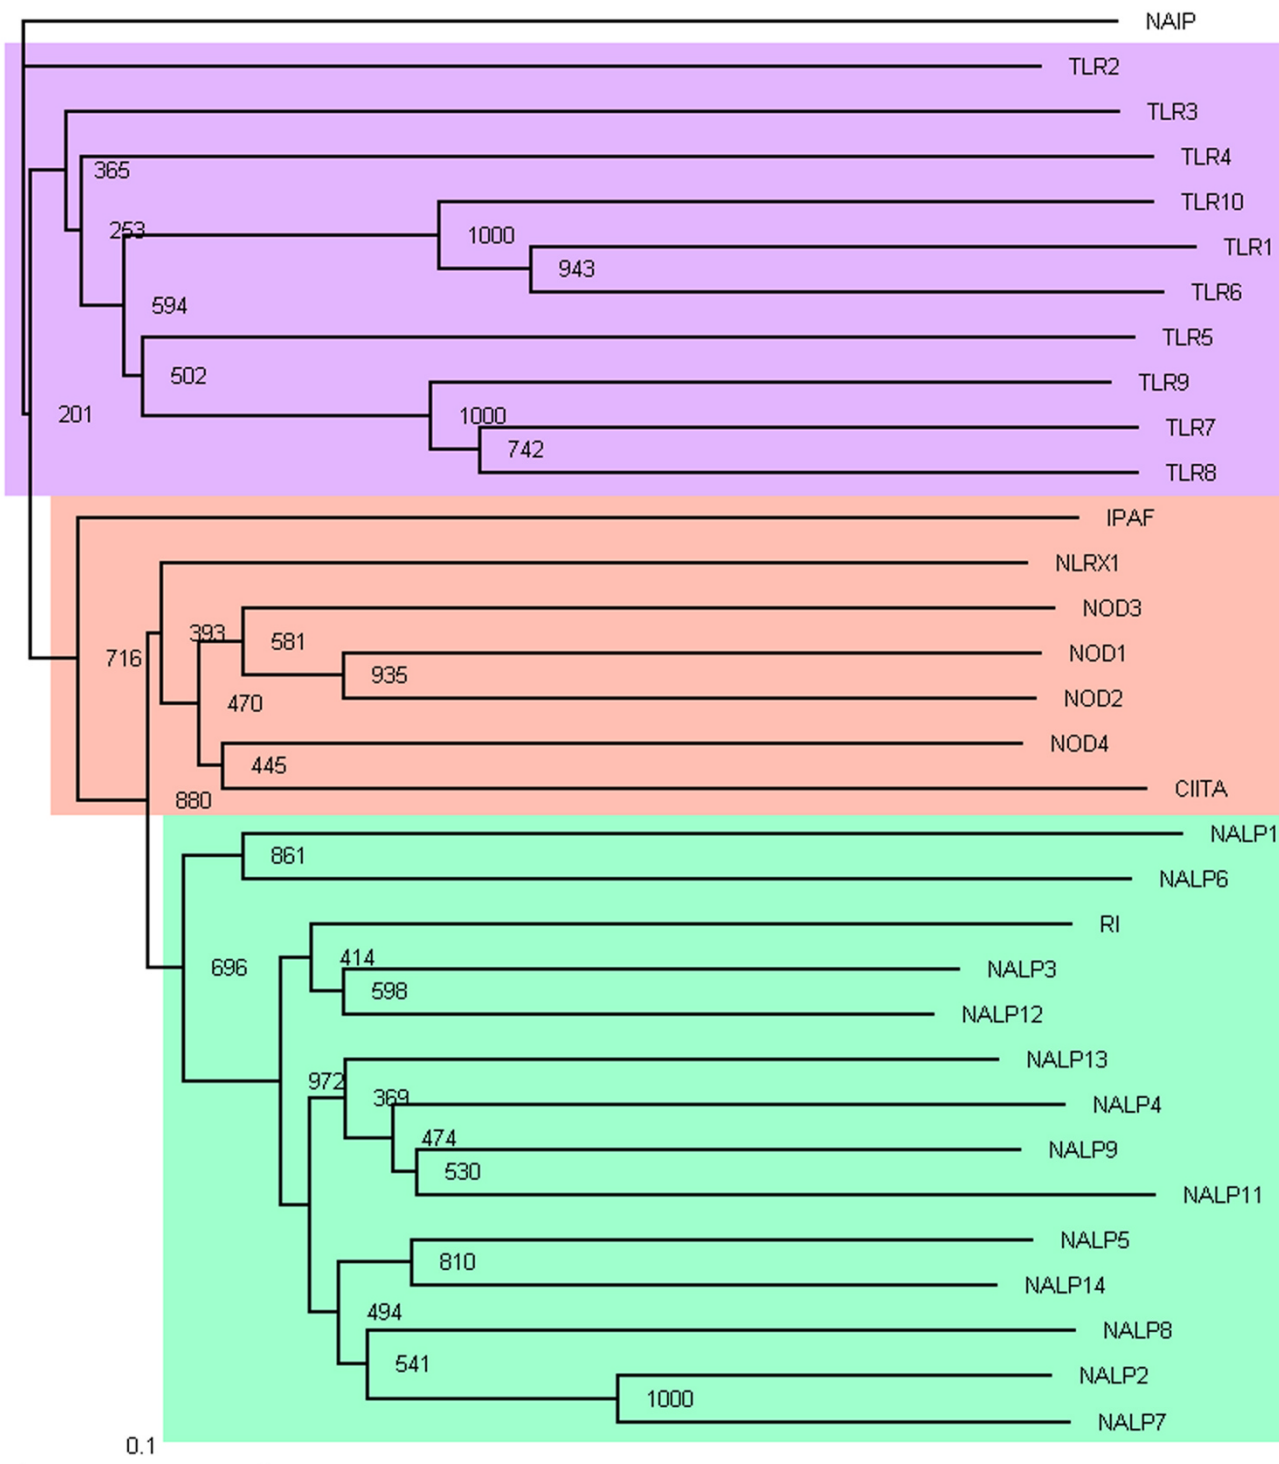 NAIP
TLR2
TLR3
TLR4
365
TLR10
253
1000
TLR1
943
TLR6
594
TLR5
502
TLR9
201
1000
TLR7
742
TLR8
IPAF
NLRX1
NOD3
393
581
NOD1
716
935
NOD2
470
NOD4
445
CIITA
880
NALP1
861
NALP6
RI
414
696
NALP3
598
NALP12
NALP13
972
369
NALP4
474
NALP9
530
NALP11
NALP5
810
NALP14
494
NALP8
541
NALP2
1000
NALP7
0.1